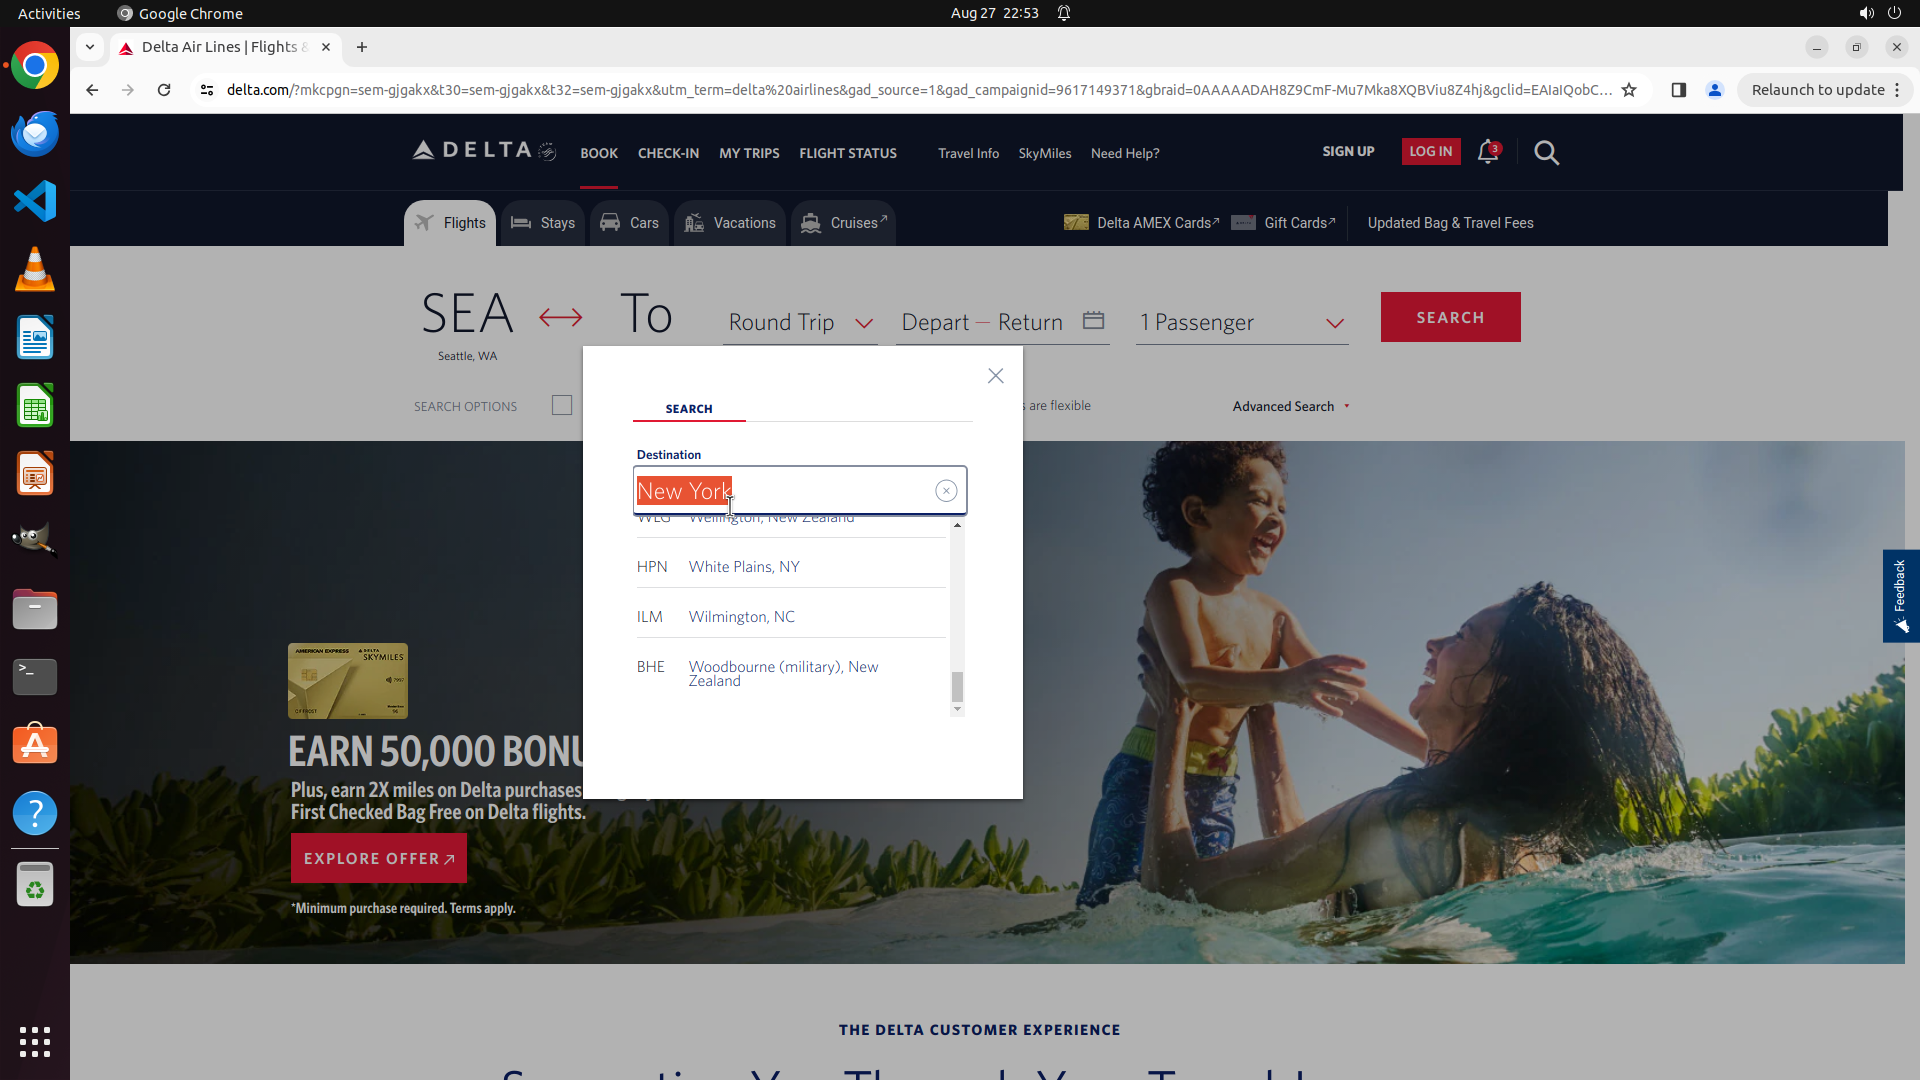 Activities
Google Chrome
Aug 27 22:53
Delta Air Lines | Flights &
delta.com/?mkcpgn=sem-gjgakx&t30=sem-gjgakx&t32=sem-gjgakx&utm_term=delta%20airlines&gad_source=1&gad_campaignid=9617149371&gbraid=0AAAAADAH8Z9CmF-Mu7Mka8XQBViu8Z4hj&gclid=EAIaIQobC...
Relaunch to update
DELTA
BOOK
CHECK-IN
MY TRIPS
FLIGHT STATUS
Travel Info
SkyMiles
Need Help?
SIGN UP
LOG IN
3
Flights
Stays
Cars
Vacations
Cruises
Delta AMEX Cards
Gift Cards
Updated Bag & Travel Fees
SEA
To
Round Trip
Depart — Return
1 Passenger
SEARCH
Seattle, WA
SEARCH OPTIONS
are flexible
Advanced Search
SEARCH
Destination
New York
WLG Wellington, New Zealand
HPN White Plains, NY
ILM Wilmington, NC
BHE Woodbourne (military), New
Zealand
Feedback
AMERICAN EXPRESS
SKYMILES
EARN 50,000 BONU
Plus, earn 2X miles on Delta purchases
First Checked Bag Free on Delta flights.
EXPLORE OFFER
*Minimum purchase required. Terms apply.
THE DELTA CUSTOMER EXPERIENCE